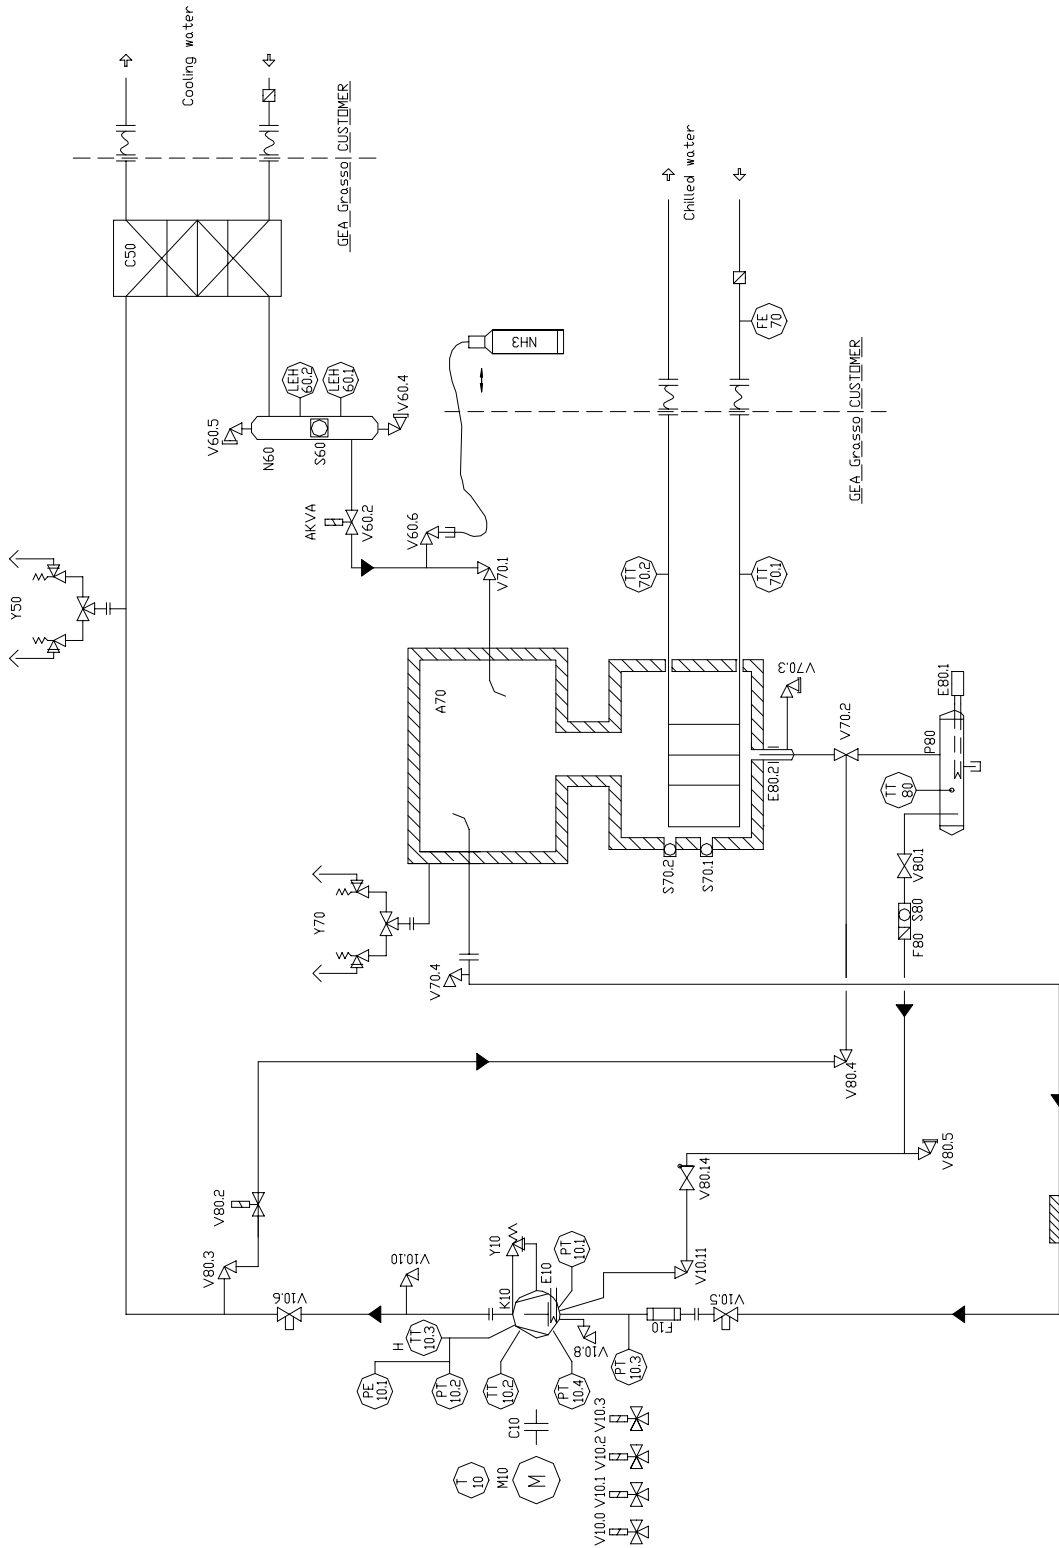 Cooling water
GEA Grasso CUSTOMER
C50
Y50
V60.5
LEH
60.2
LEH
60.1
V60.4
N60
S60
AKVA
V60.2
V60.6
NH3
V70.1
Chilled water
FE
70
GEA Grasso CUSTOMER
TT
70.2
TT
70.1
A70
Y70
V70.4
S70.2
S70.1
E80.2
V70.3
V70.2
E80.1
P80
TT
80
V80.1
S80
F80
V80.4
V80.2
V80.3
V80.5
V80.14
V10.11
V10.6
V10.10
Y10
K10
E10
PT
10.1
H
TT
10.3
PE
10.1
PT
10.2
TT
10.2
PT
10.4
V10.8
PT
10.3
F10
V10.5
C10
M10
M
T
10
V10.0
V10.1
V10.2
V10.3